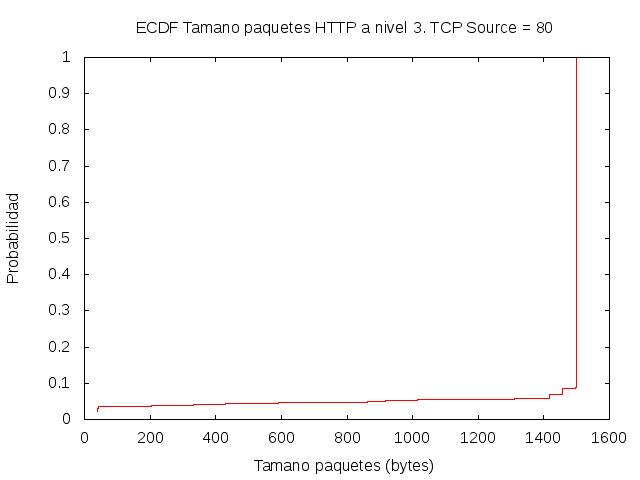 ECDF Tamano paquetes HTTP a nivel 3. TCP Source = 80
1
0.9
0.8
0.7
0.6
0.5
0.4
0.3
0.2
0.1
0
Probabilidad
0 200 400 600 800 1000 1200 1400 1600
Tamano paquetes (bytes)